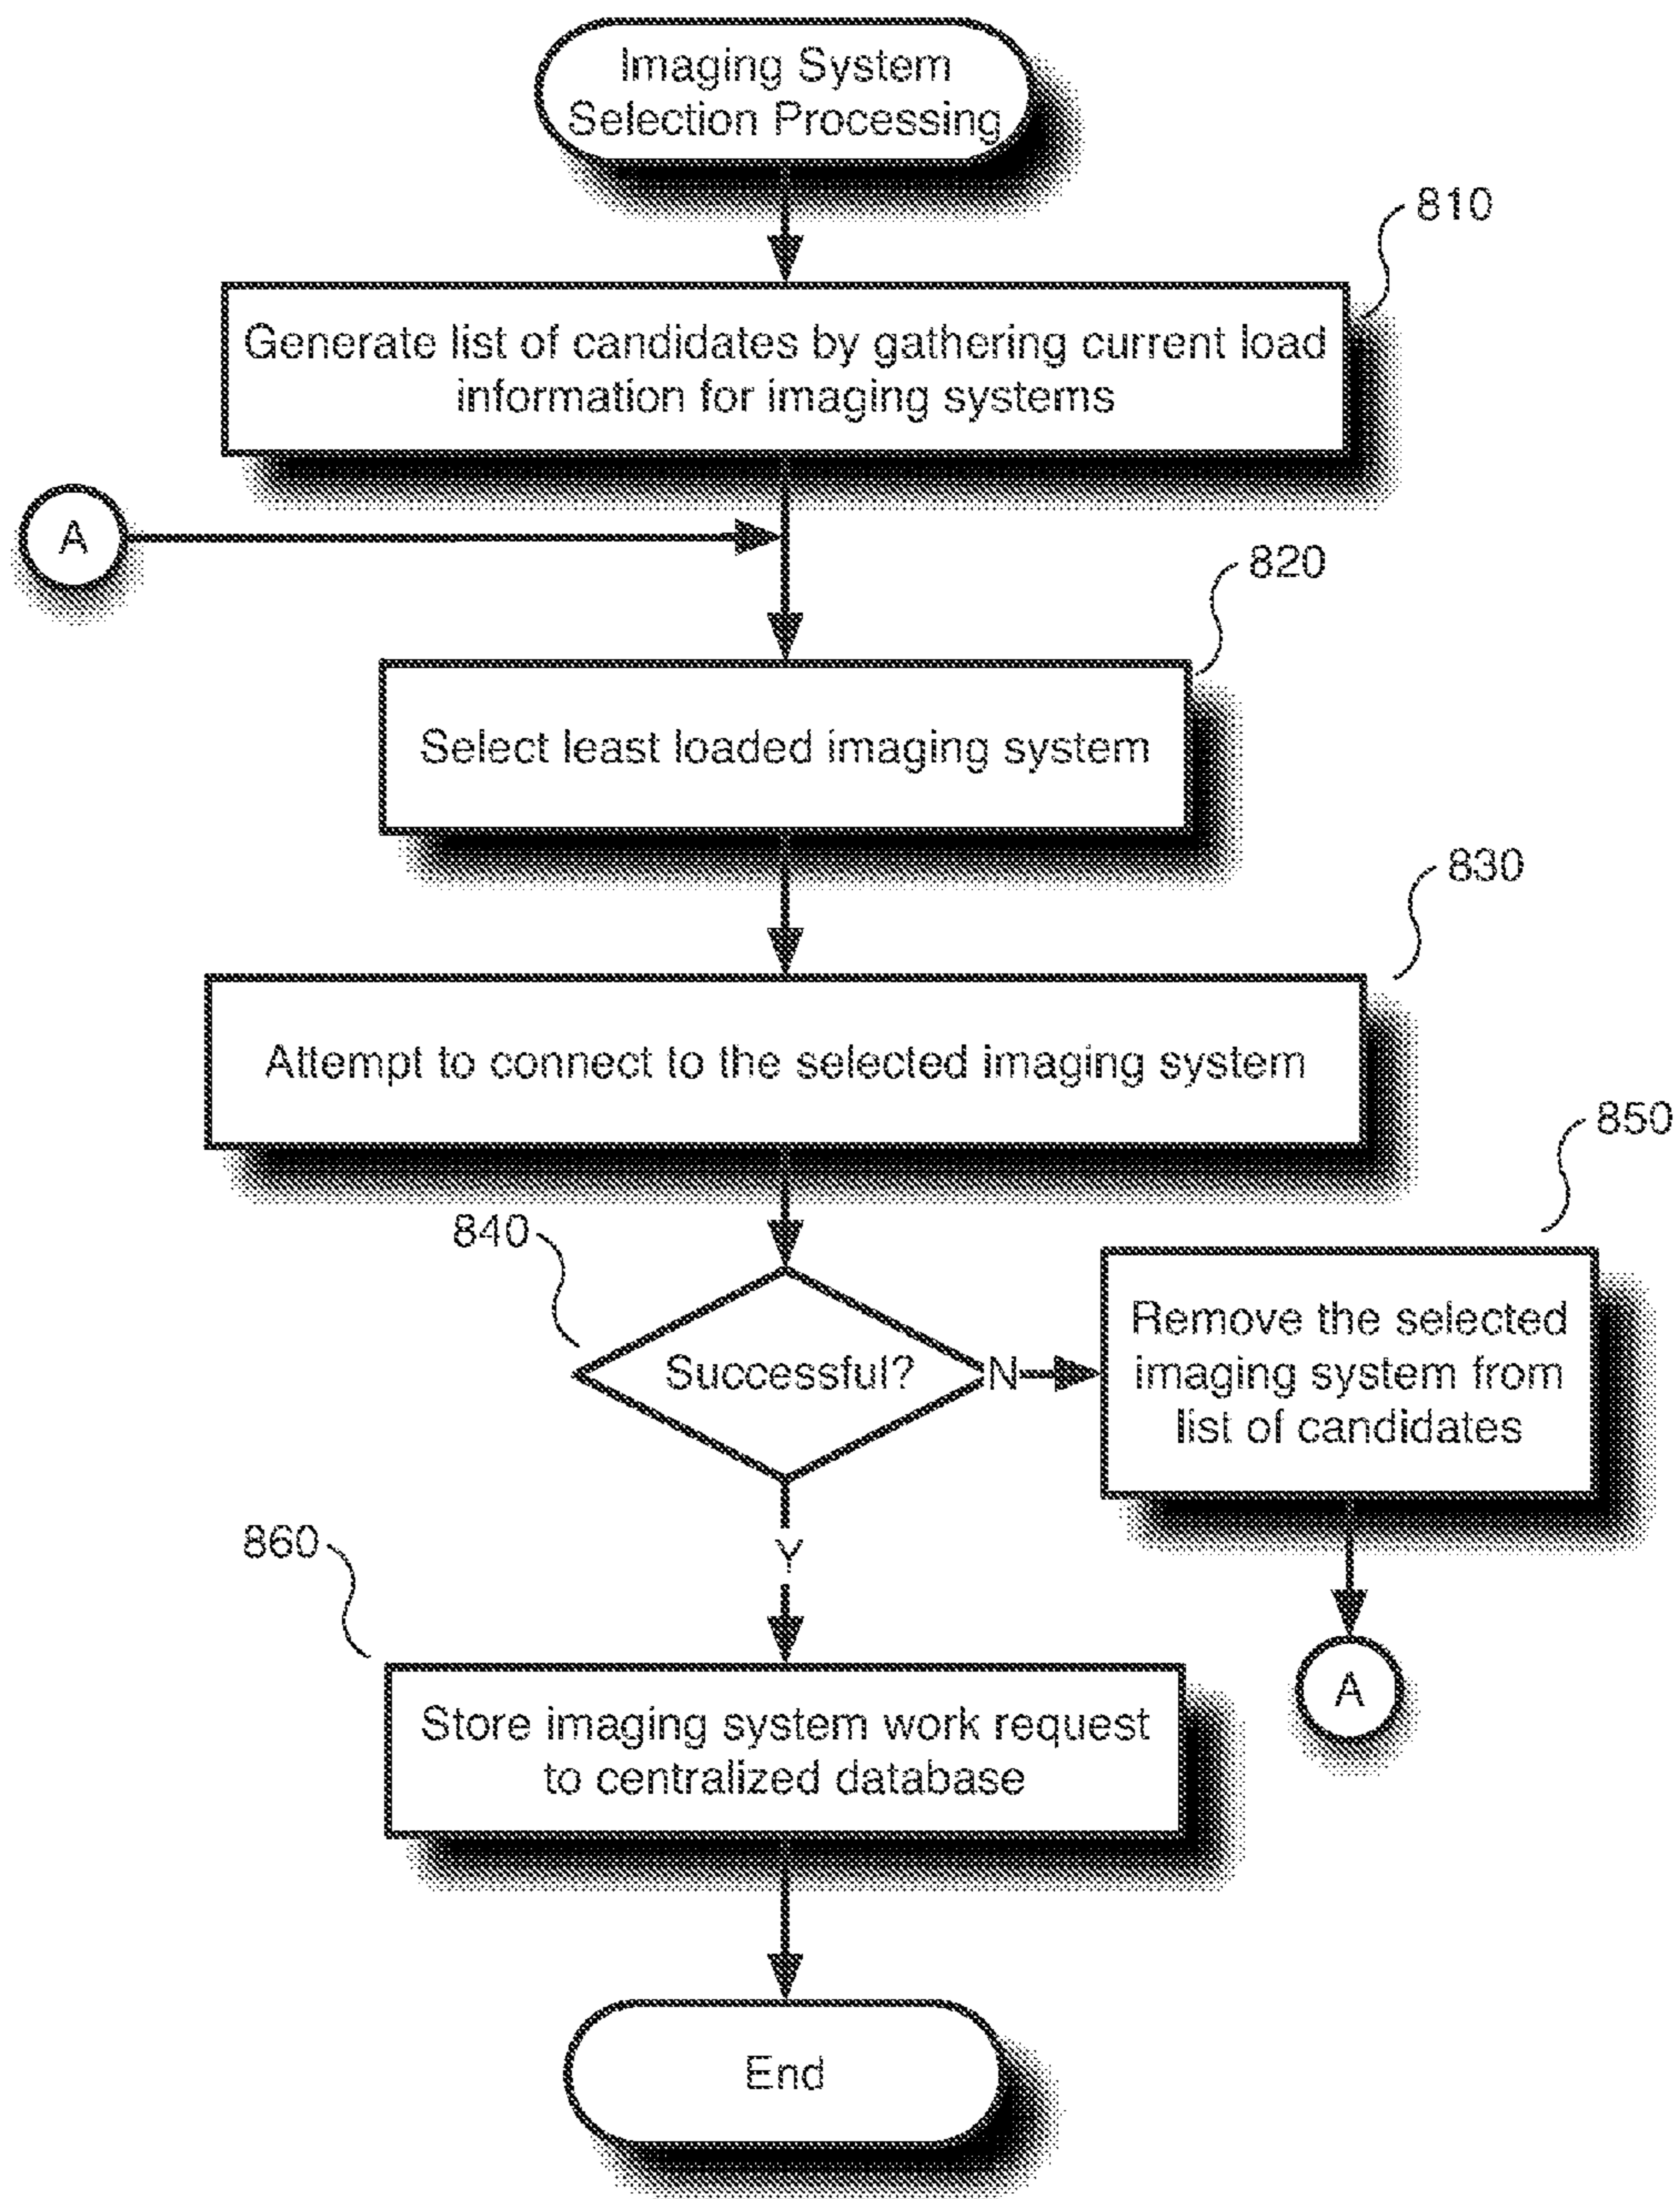 Imaging System
Selection Processing
810
Generate list of candidates by gathering current load
information for imaging systems
A
820
Select least loaded imaging system
830
Attempt to connect to the selected imaging system
850
840
Successful?
N
Remove the selected
imaging system from
list of candidates
Y
860
A
Store imaging system work request
to centralized database
End